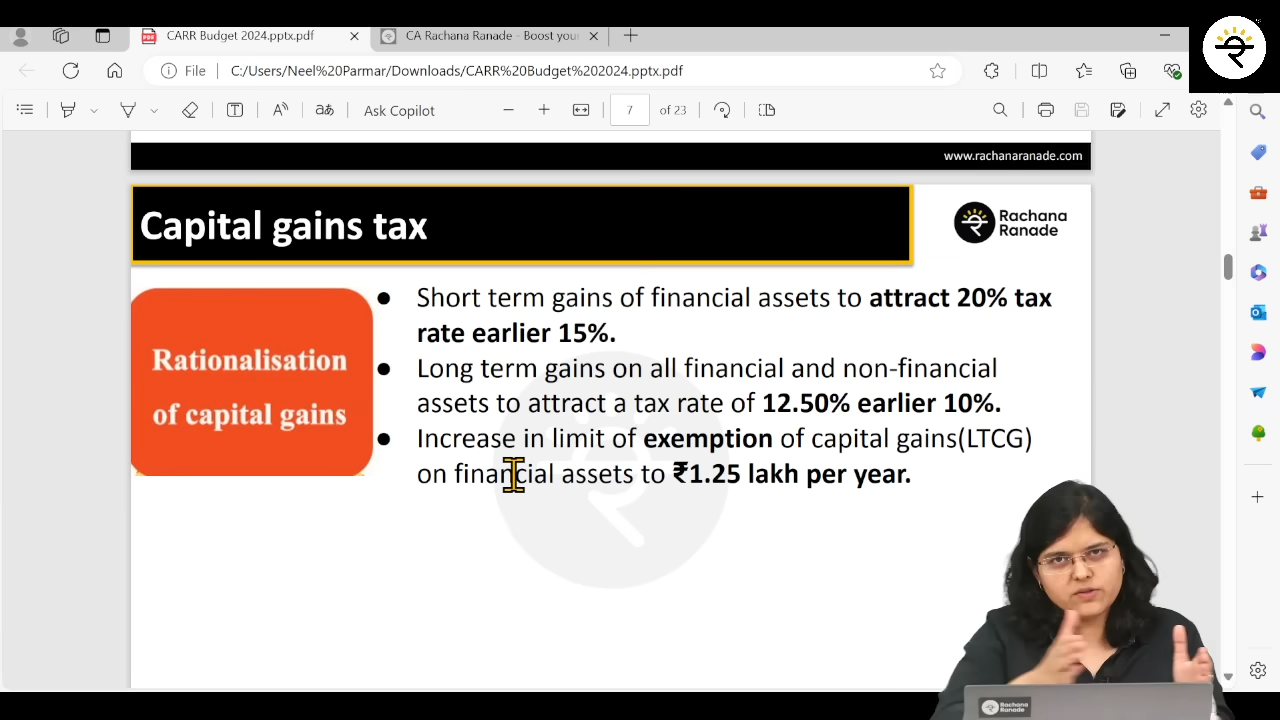 CARR Budget 2024.pptx.pdf
CA Rachana Ranade - Boost your
File
C:/Users/Neel%20Parmar/Downloads/CARR%20Budget%202024.pptx.pdf
Ask Copilot
7 of 23
www.rachanaranade.com
Capital gains tax
Rachana
Ranade
Rationalisation
of capital gains
● Short term gains of financial assets to attract 20% tax
rate earlier 15%.
● Long term gains on all financial and non-financial
assets to attract a tax rate of 12.50% earlier 10%.
● Increase in limit of exemption of capital gains(LTCG)
on financial assets to ₹1.25 lakh per year.
Rachana
Ranade